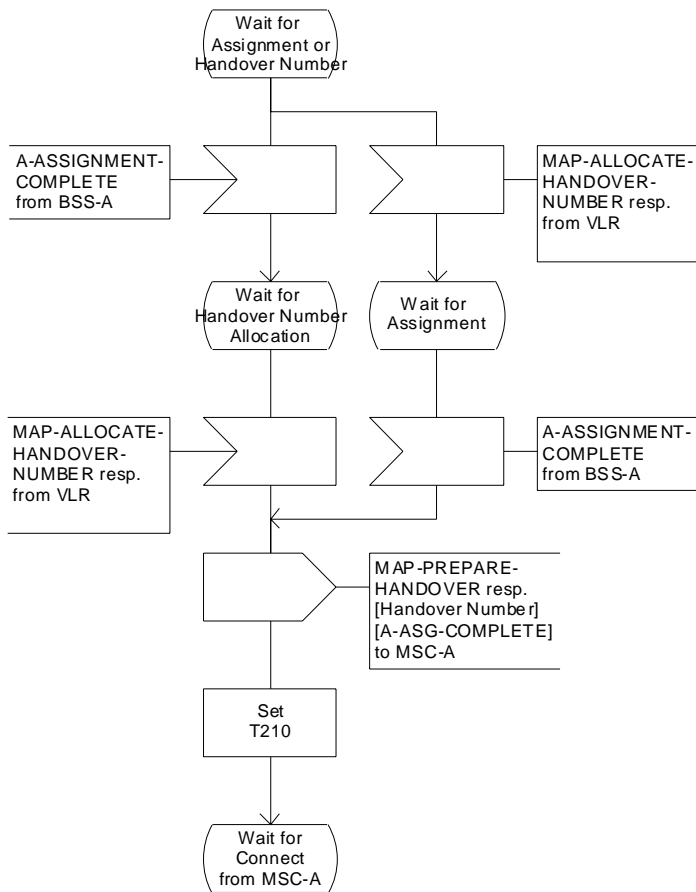 Wait for
Assignment or
Handover Number
A-ASSIGNMENT-
COMPLETE
from BSS-A
MAP-ALLOCATE-
HANDOVER-
NUMBER resp.
from VLR
Wait for
Handover Number
Allocation
Wait for
Assignment
MAP-ALLOCATE-
HANDOVER-
NUMBER resp.
from VLR
A-ASSIGNMENT-
COMPLETE
from BSS-A
MAP-PREPARE-
HANDOVER resp.
[Handover Number]
[A-ASG-COMPLETE]
to MSC-A
Set
T210
Wait for
Connect
from MSC-A